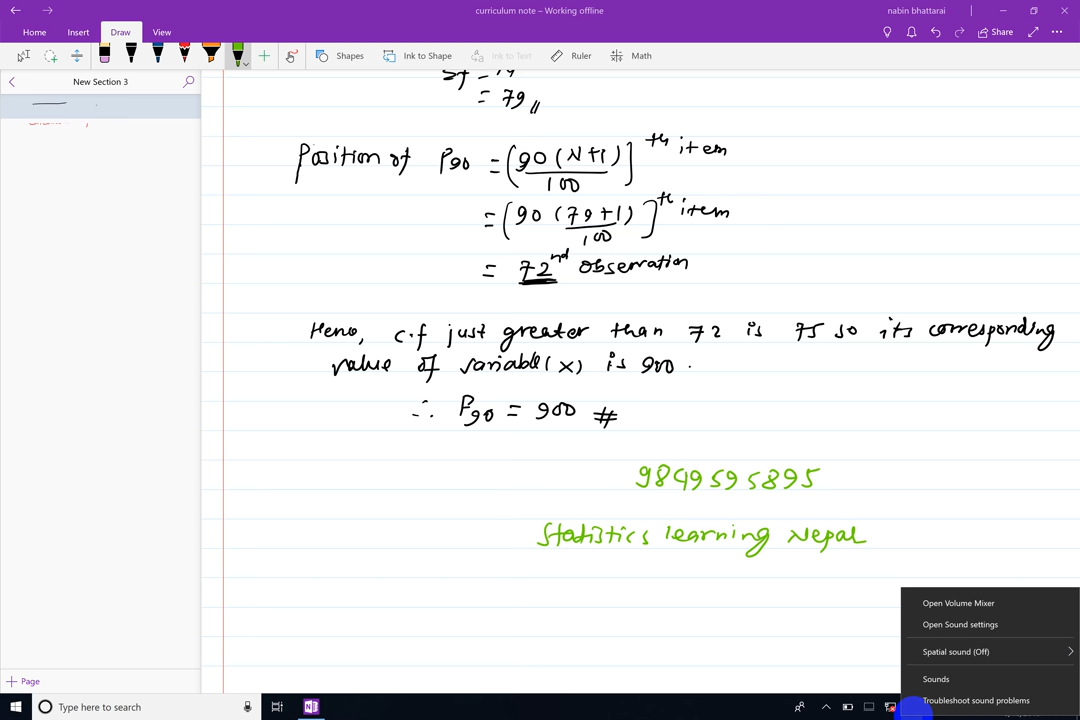 curriculum note – Working offline
nabin bhattarai
Home Insert Draw View
Share
Shapes Ink to Shape Ink to Text Ruler Math
New Section 3
= 79 //
Position of P90 = (90(N+1)/100)th item
= (90(79+1)/100)th item
= 72nd observation
Hence, c.f just greater than 72 is 75 so its corresponding
value of variable(x) is 900.
∴ P90 = 900 #
9849595895
Statistics learning Nepal
Open Volume Mixer
Open Sound settings
Spatial sound (Off)
Sounds
Troubleshoot sound problems
+ Page
Type here to search